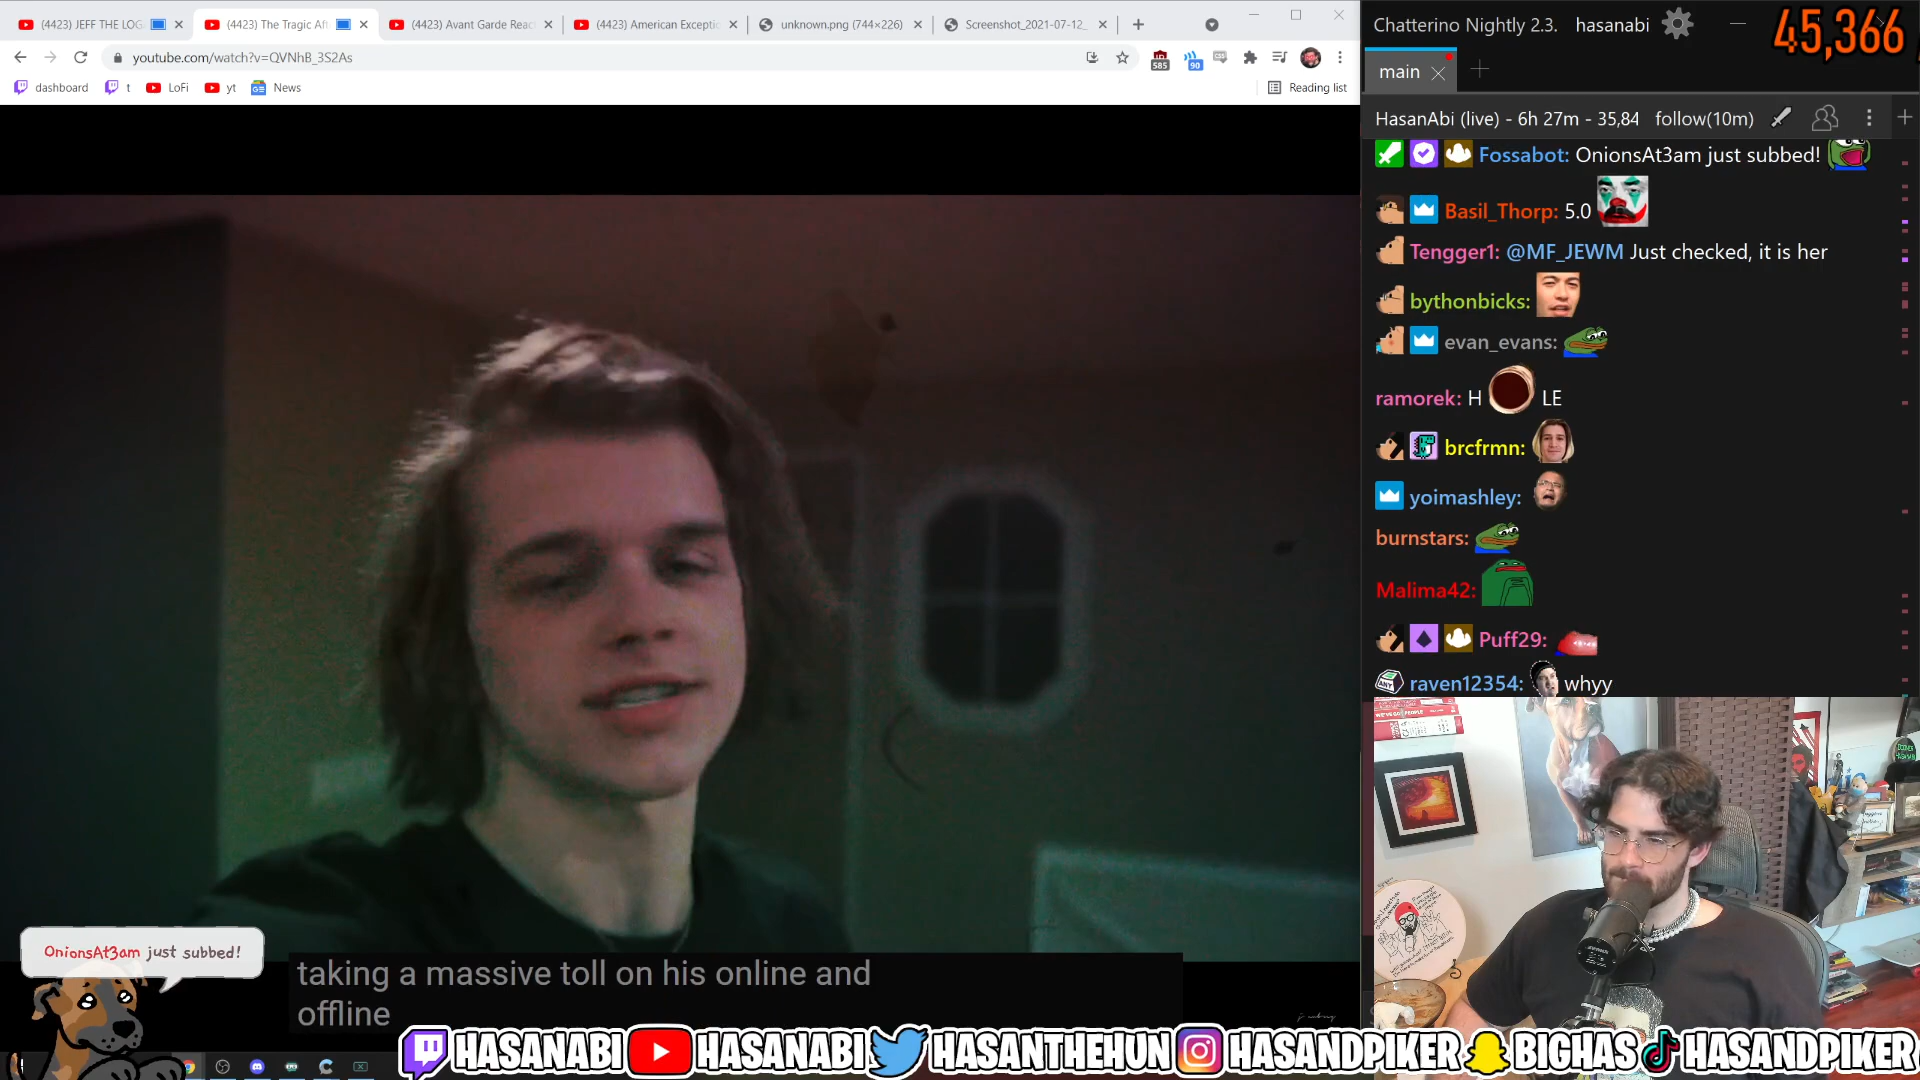 (4423) JEFF THE LOG
(4423) The Tragic Aft
(4423) Avant Garde Reac
(4423) American Exceptio
unknown.png (744×226)
Screenshot_2021-07-12_
youtube.com/watch?v=QVNhB_3S2As
585
90
dashboard
t
LoFi
yt
News
Reading list
Chatterino Nightly 2.3.
hasanabi
45,366
main
HasanAbi (live) - 6h 27m - 35,84
follow(10m)
Fossabot: OnionsAt3am just subbed!
Basil_Thorp: 5.0
Tengger1: @MF_JEWM Just checked, it is her
bythonbicks:
evan_evans:
ramorek: H LE
brcfrmn:
yoimashley:
burnstars:
Malima42:
Puff29:
raven12354: whyy
OnionsAt3am just subbed!
taking a massive toll on his online and
offline
HASANABI
HASANABI
HASANTHEHUN
HASANDPIKER
BIGHAS
HASANDPIKER